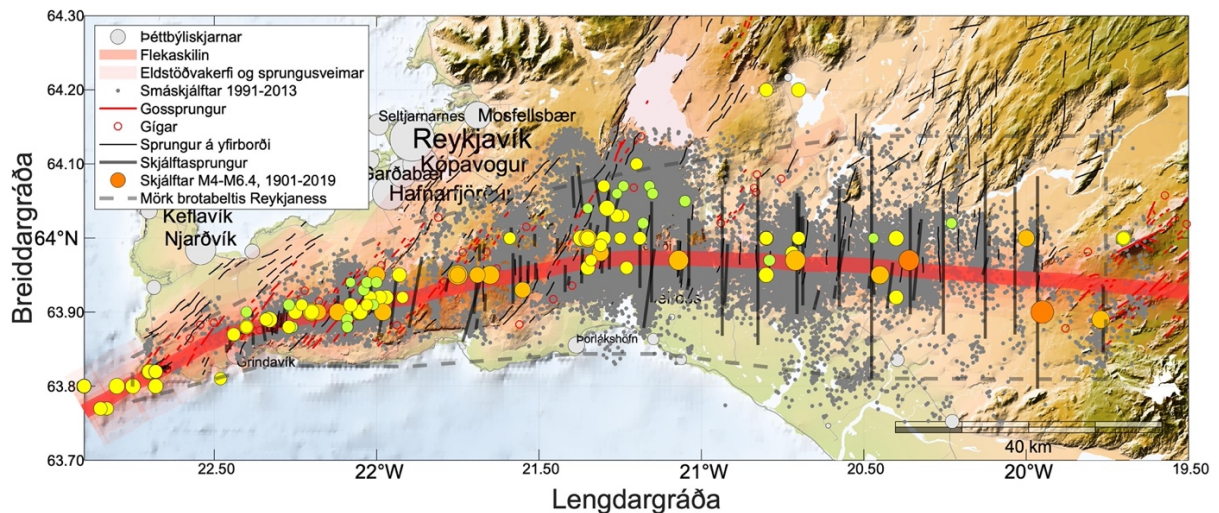 64.30
64.20
64.10
64°N
63.90
63.80
63.70
Breiddargráða
Þéttbýliskjarnar
Flekaskilin
Eldstöðvakerfi og sprungusveimar
Smáskjálftar 1991-2013
Gossprungur
Gígar
Sprungur á yfirborði
Skjálftasprungur
Skjálftar M4-M6.4, 1901-2019
Mörk brotabeltis Reykjaness
Seltjarnarnes
Mosfellsbær
Reykjavík
Kópavogur
Garðabær
Hafnarfjörður
Keflavík
Njarðvík
Grindavík
Þorlákshöfn
40 km
22.50
22.00
21.50
21°W
20.50
20°W
19.50
Lengdargráða